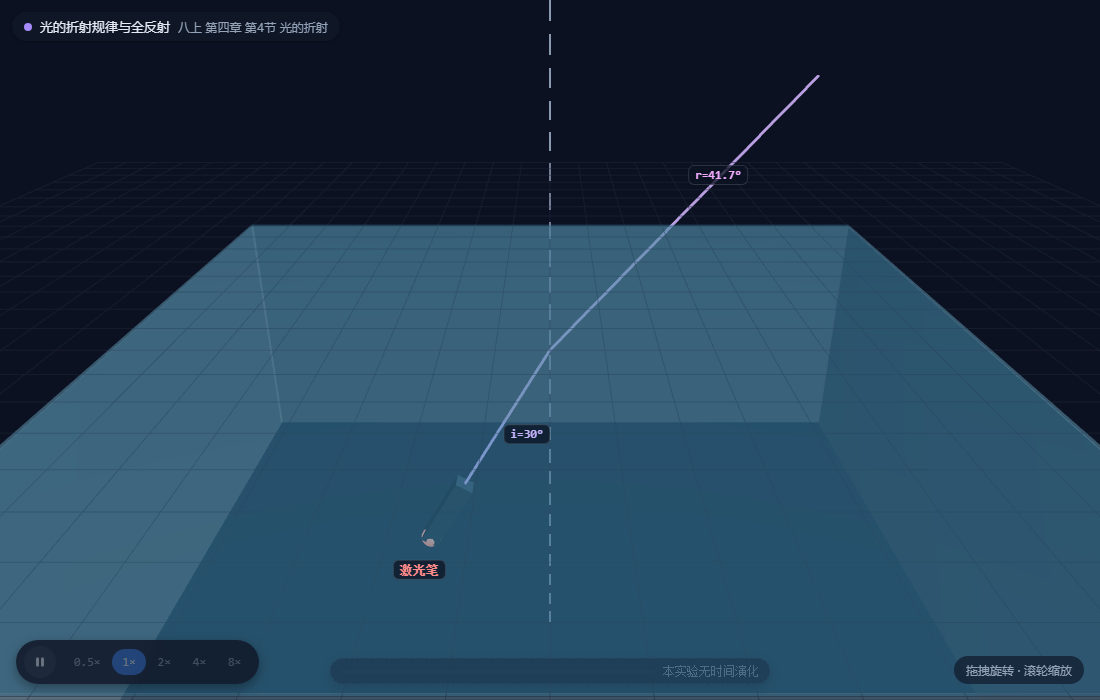 光的折射规律与全反射 八上 第四章 第4节 光的折射
r=41.7°
i=30°
激光笔
0.5× 1× 2× 4× 8×
本实验无时间演化
拖拽旋转·滚轮缩放